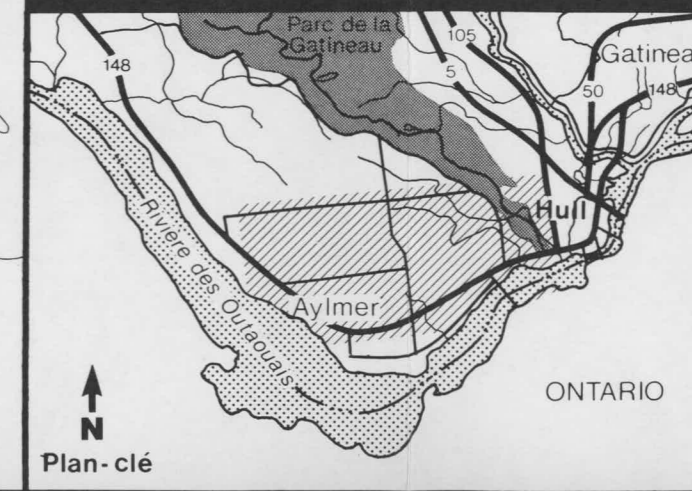 Parc de la
Gatineau
105
148
5
Gatinea
50
148
Hull
Rivière des Outaouais
Aylmer
ONTARIO
N
Plan-clé